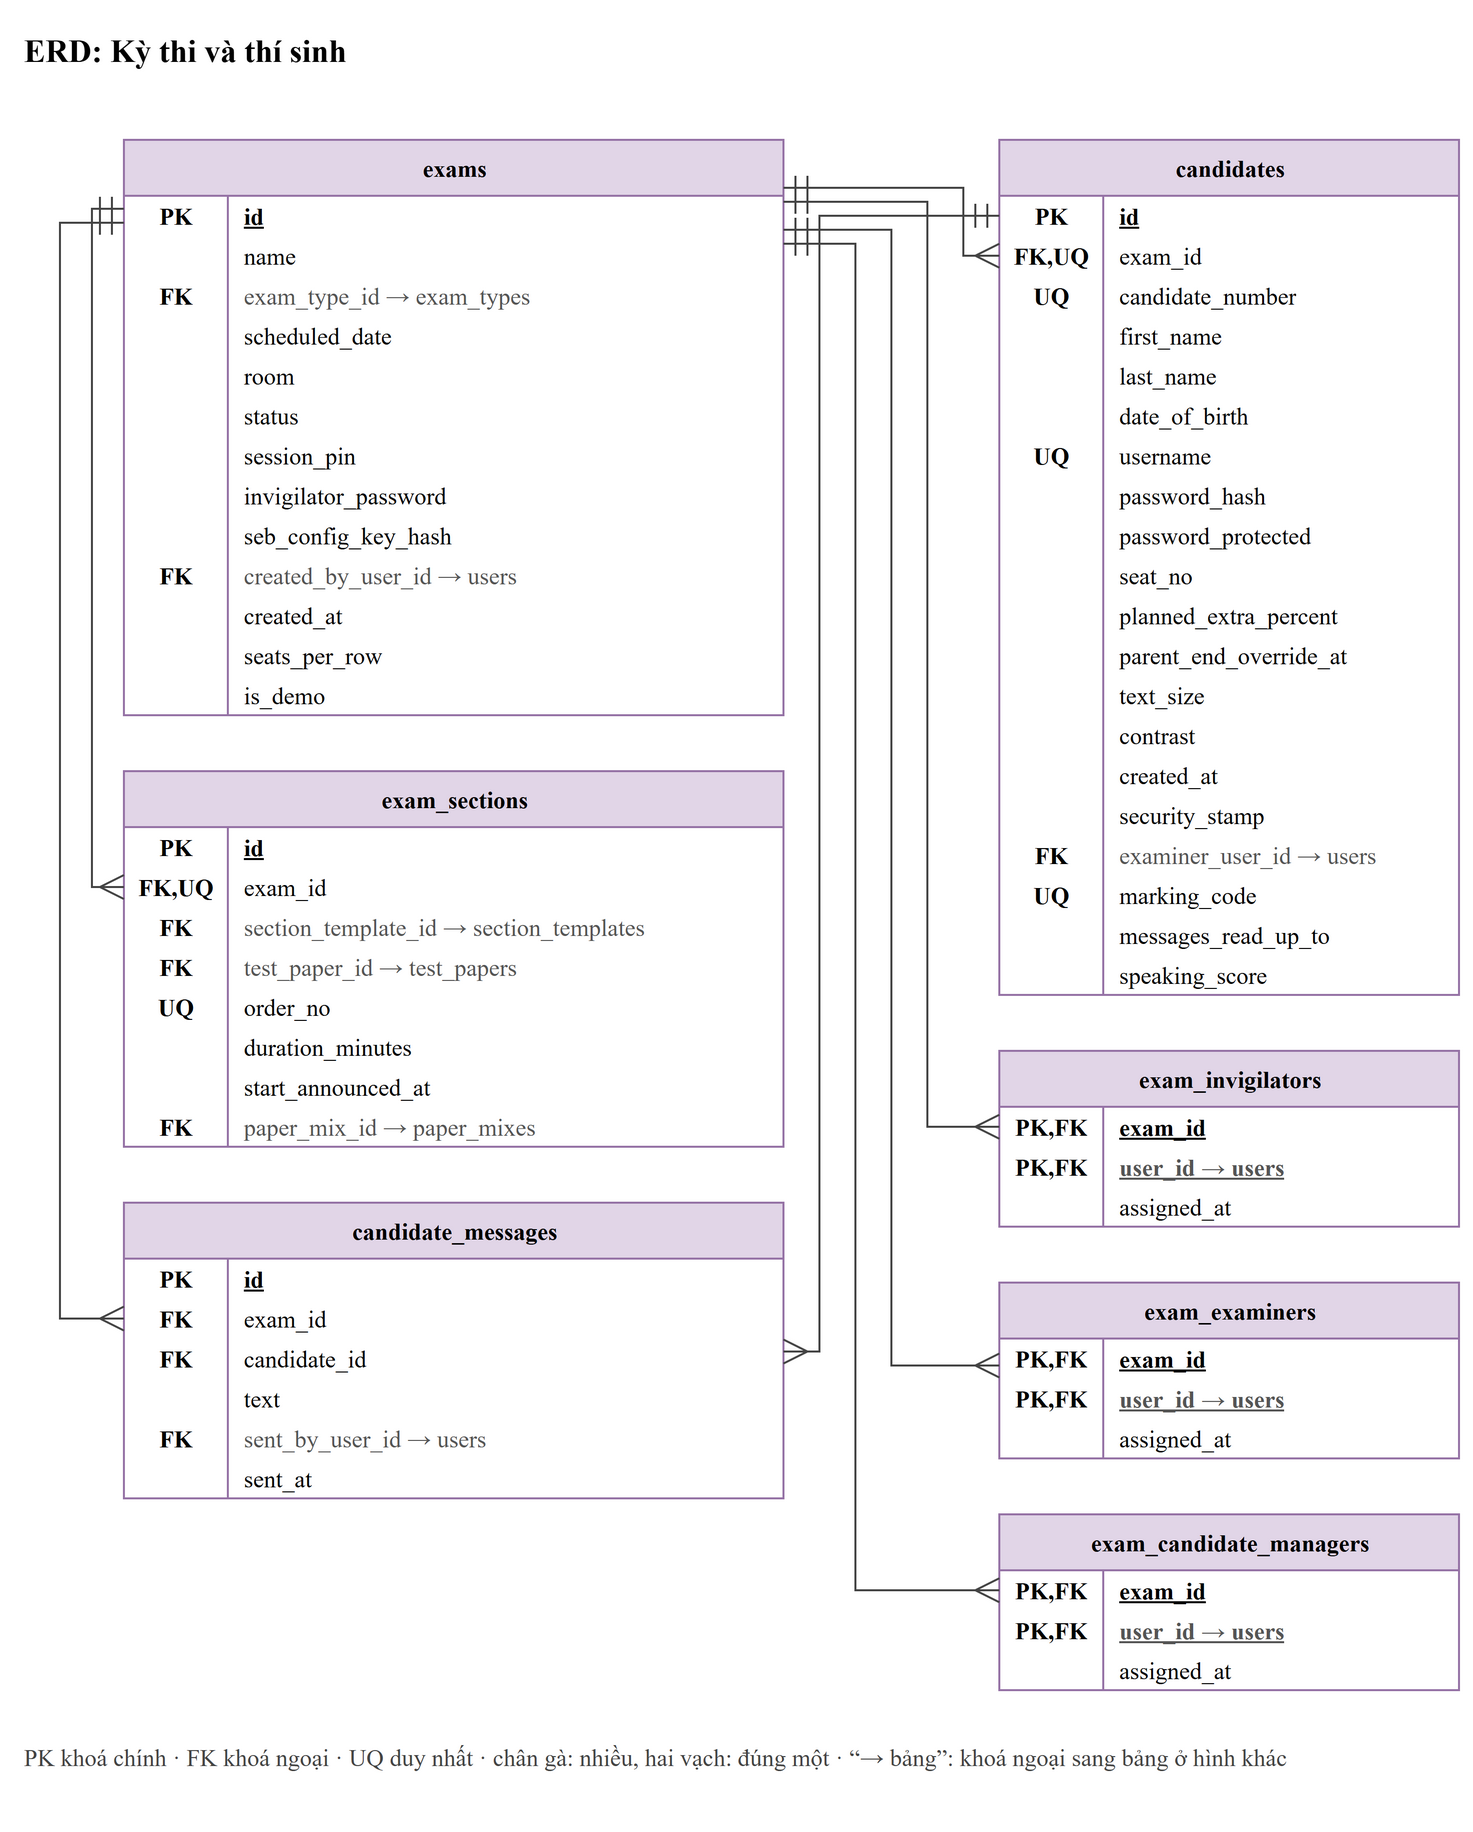 ERD: Kỳ thi và thí sinh
exams
PK id
name
FK exam_type_id → exam_types
scheduled_date
room
status
session_pin
invigilator_password
seb_config_key_hash
FK created_by_user_id → users
created_at
seats_per_row
is_demo
exam_sections
PK id
FK,UQ exam_id
FK section_template_id → section_templates
FK test_paper_id → test_papers
UQ order_no
duration_minutes
start_announced_at
FK paper_mix_id → paper_mixes
candidate_messages
PK id
FK exam_id
FK candidate_id
text
FK sent_by_user_id → users
sent_at
candidates
PK id
FK,UQ exam_id
UQ candidate_number
first_name
last_name
date_of_birth
UQ username
password_hash
password_protected
seat_no
planned_extra_percent
parent_end_override_at
text_size
contrast
created_at
security_stamp
FK examiner_user_id → users
UQ marking_code
messages_read_up_to
speaking_score
exam_invigilators
PK,FK exam_id
PK,FK user_id → users
assigned_at
exam_examiners
PK,FK exam_id
PK,FK user_id → users
assigned_at
exam_candidate_managers
PK,FK exam_id
PK,FK user_id → users
assigned_at
PK khoá chính · FK khoá ngoại · UQ duy nhất · chân gà: nhiều, hai vạch: đúng một · “→ bảng”: khoá ngoại sang bảng ở hình khác